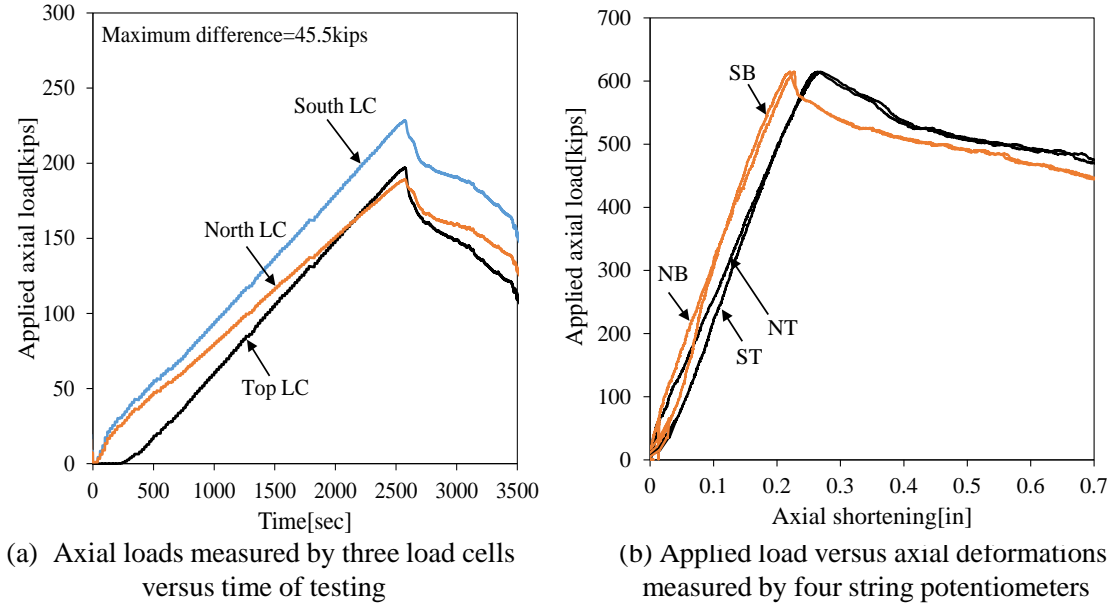 300
250
200
150
100
50
0
Applied axial load[kips]
Maximum difference=45.5kips
South LC
North LC
Top LC
0 500 1000 1500 2000 2500 3000 3500
Time[sec]
(a) Axial loads measured by three load cells
versus time of testing
700
600
500
400
300
200
100
0
Applied axial load[kips]
SB
NB
NT
ST
0 0.1 0.2 0.3 0.4 0.5 0.6 0.7
Axial shortening[in]
(b) Applied load versus axial deformations
measured by four string potentiometers